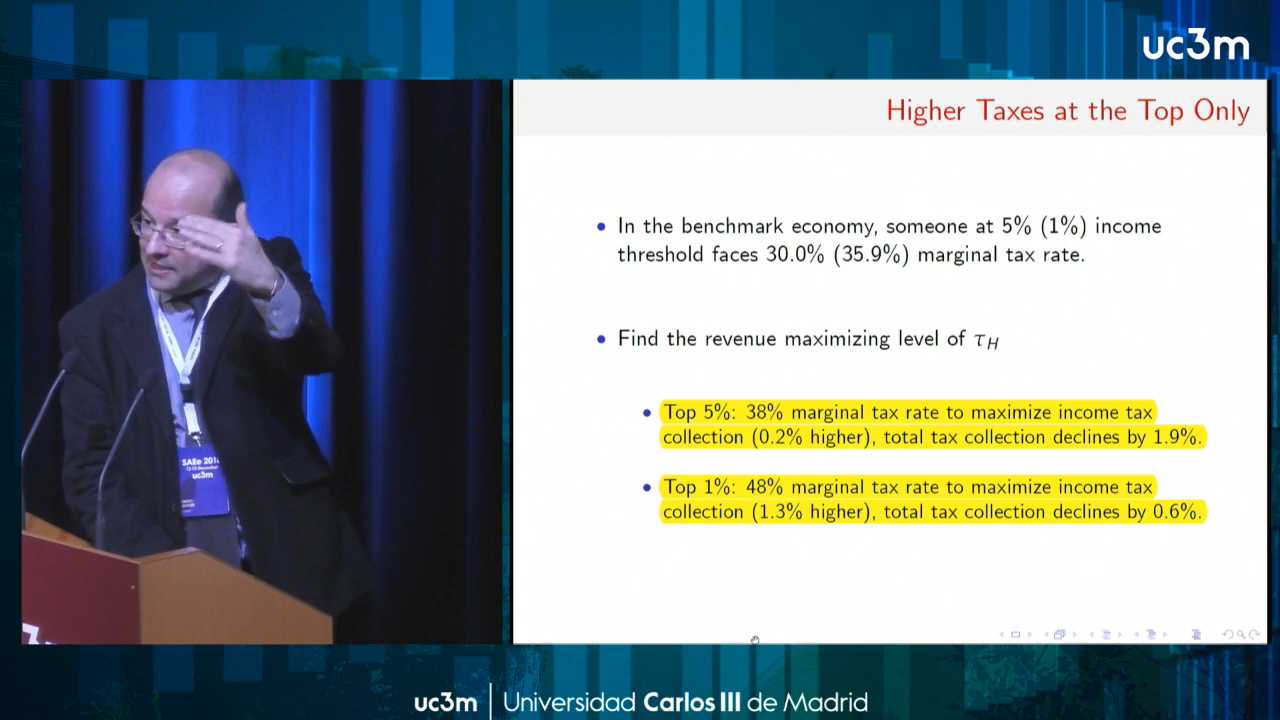 uc3m
Higher Taxes at the Top Only
• In the benchmark economy, someone at 5% (1%) income
threshold faces 30.0% (35.9%) marginal tax rate.
• Find the revenue maximizing level of τH
• Top 5%: 38% marginal tax rate to maximize income tax
collection (0.2% higher), total tax collection declines by 1.9%.
• Top 1%: 48% marginal tax rate to maximize income tax
collection (1.3% higher), total tax collection declines by 0.6%.
uc3m
uc3m | Universidad Carlos III de Madrid